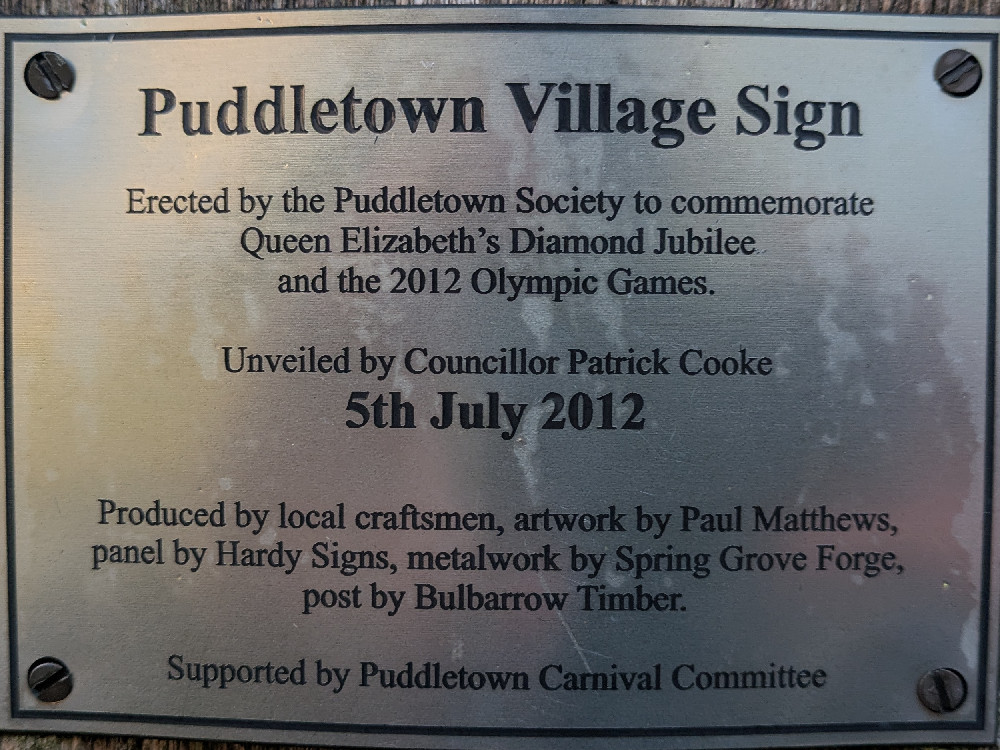 Puddletown Village Sign
Erected by the Puddletown Society to commemorate
Queen Elizabeth's Diamond Jubilee
and the 2012 Olympic Games.
Unveiled by Councillor Patrick Cooke
5th July 2012
Produced by local craftsmen, artwork by Paul Matthews,
panel by Hardy Signs, metalwork by Spring Grove Forge,
post by Bulbarrow Timber.
Supported by Puddletown Carnival Committee